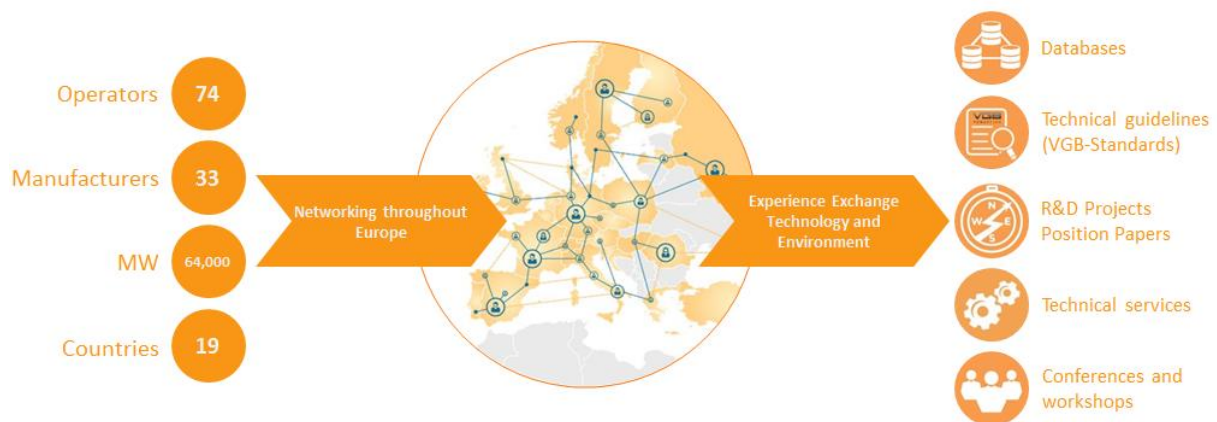 Operators
74
Manufacturers
33
MW
64,000
Countries
19
Networking throughout
Europe
Experience Exchange
Technology and
Environment
Databases
VGB
Technical guidelines
(VGB-Standards)
N
W E
S
R&D Projects
Position Papers
Technical services
Conferences and
workshops